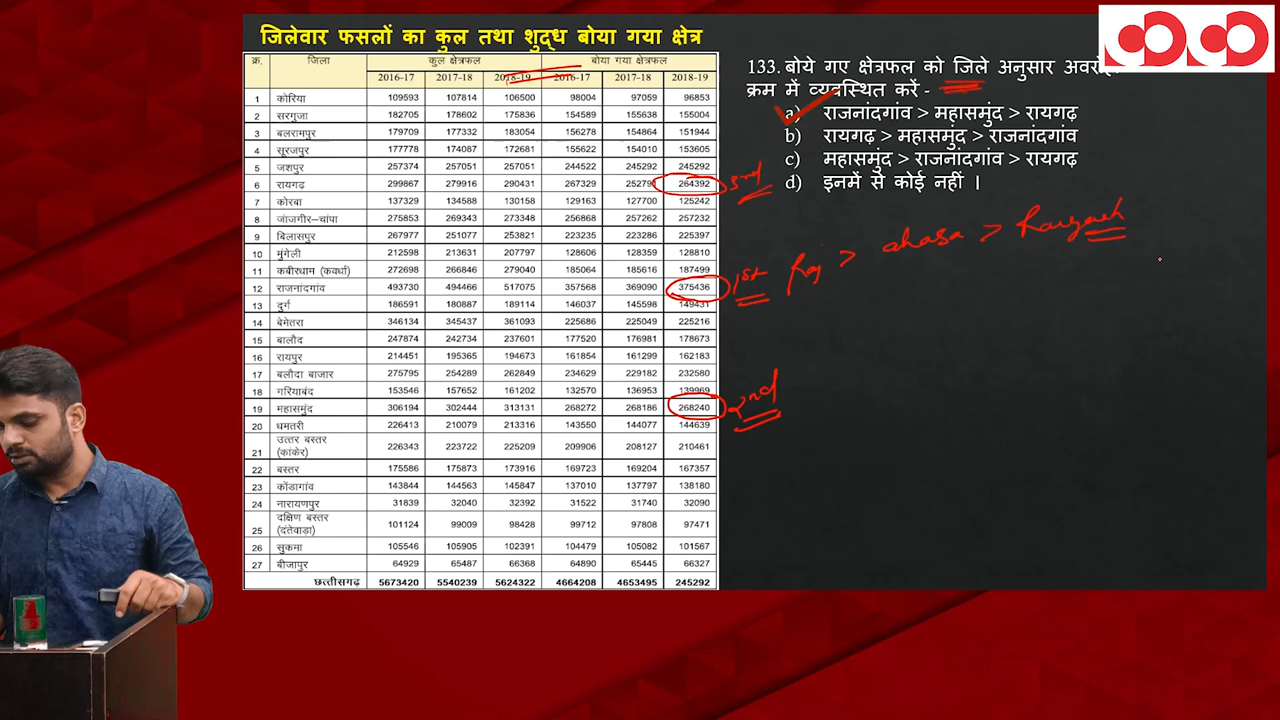 जिलेवार फसलों का कुल तथा शुद्ध बोया गया क्षेत्र
क्र. जिला कुल क्षेत्रफल बोया गया क्षेत्रफल
2016-17 2017-18 2018-19 2016-17 2017-18 2018-19
1 कोरिया 109593 107814 106500 98004 97059 96853
2 सरगुजा 182705 178602 175836 154589 155638 155004
3 बलरामपुर 179709 177332 183054 156278 154864 151944
4 सूरजपुर 177778 174087 172681 155622 154010 153605
5 जशपुर 257374 257051 257051 244522 245292 245292
6 रायगढ़ 299867 279916 290431 267329 252791 264392
7 कोरबा 137329 134588 130158 129163 127700 125242
8 जांजगीर–चांपा 275853 269343 273348 256868 257262 257232
9 बिलासपुर 267977 251077 253821 223235 223286 225397
10 मुंगेली 212598 213631 207797 128606 128359 128810
11 कबीरधाम (कवर्धा) 272698 266846 279040 185064 185616 187499
12 राजनांदगांव 493730 494466 517075 357568 369090 375436
13 दुर्ग 186591 180887 189114 146037 145598 149431
14 बेमेतरा 346134 345437 361093 225686 225049 225216
15 बालौद 247874 242734 237601 177520 176981 178673
16 रायपुर 214451 195365 194673 161854 161299 162183
17 बलौदा बाजार 275795 254289 262849 234629 229182 232580
18 गरियाबंद 153546 157652 161202 132570 136953 139969
19 महासमुंद 306194 302444 313131 268272 268186 268240
20 धमतरी 226413 210079 213316 143550 144077 144639
21 उत्तर बस्तर (कांकेर) 226343 223722 225209 209906 208127 210461
22 बस्तर 175586 175873 173916 169723 169204 167357
23 कोंडागांव 143844 144563 145847 137010 137797 138180
24 नारायणपुर 31839 32040 32392 31522 31740 32090
25 दक्षिण बस्तर (दंतेवाड़ा) 101124 99009 98428 99712 97808 97471
26 सुकमा 105546 105905 102391 104479 105082 101567
27 बीजापुर 64929 65487 66368 64890 65445 66327
छत्तीसगढ़ 5673420 5540239 5624322 4664208 4653495 245292
133. बोये गए क्षेत्रफल को जिले अनुसार
क्रम में व्यवस्थित करें -
a) राजनांदगांव > महासमुंद > रायगढ़
b) रायगढ़ > महासमुंद > राजनांदगांव
c) महासमुंद > राजनांदगांव > रायगढ़
d) इनमें से कोई नहीं ।
3rd
1st Raj > > Raigarh
2nd